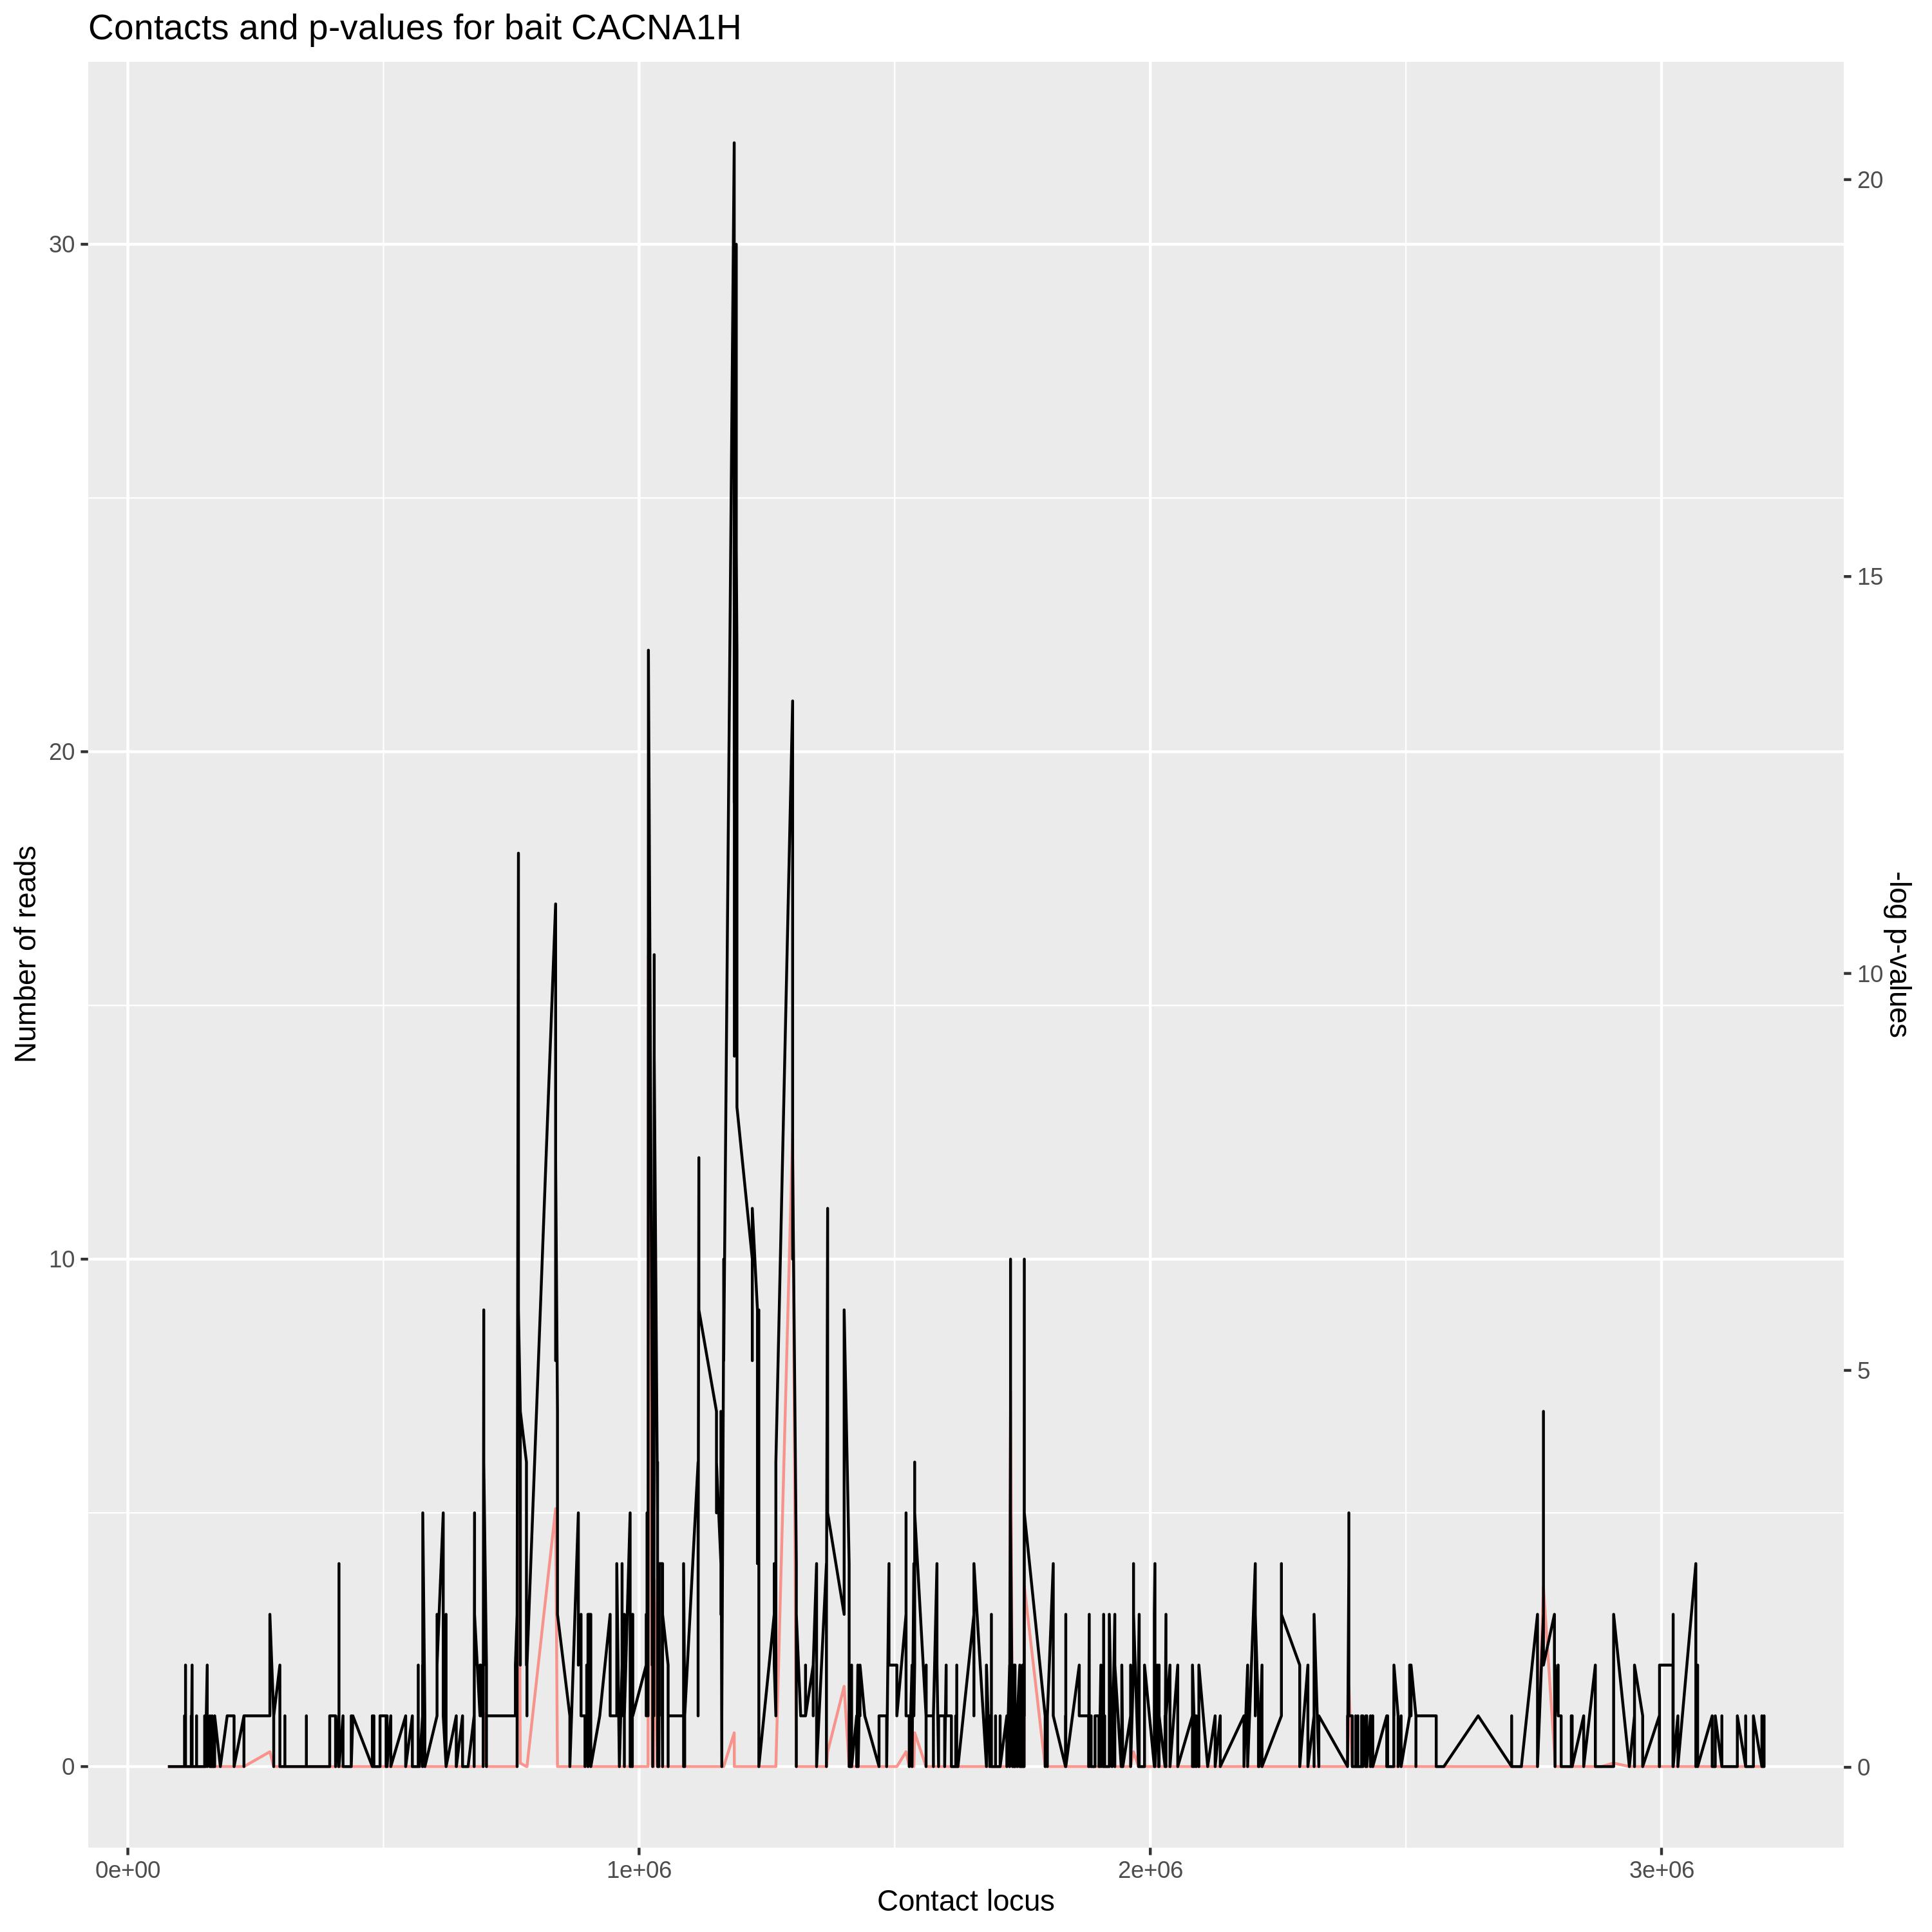 Contacts and p-values for bait CACNA1H
Number of reads
30
20
10
0
20
15
10
5
0
-log p-values
0e+00
1e+06
2e+06
3e+06
Contact locus